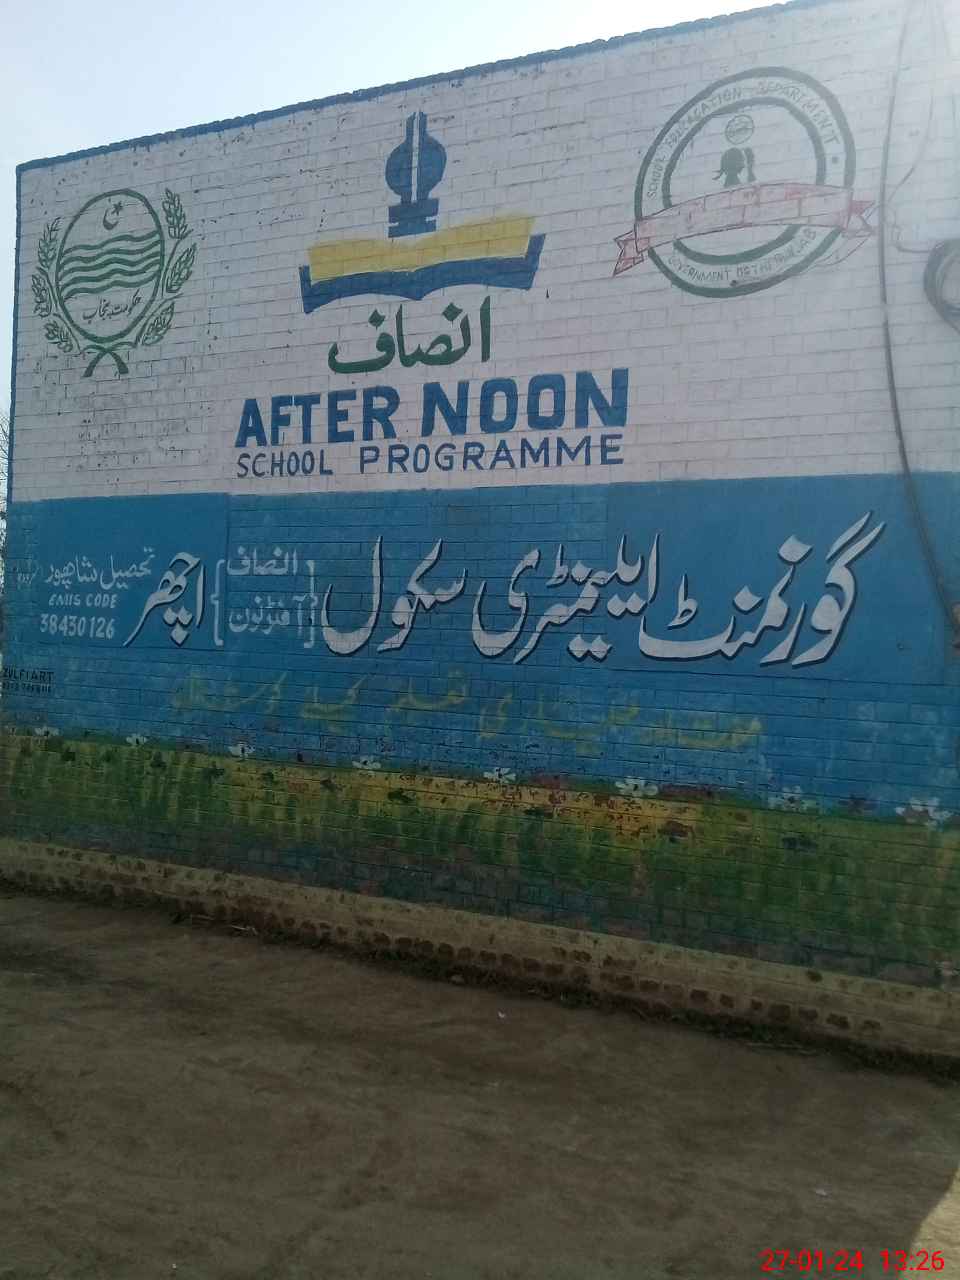 حکومت پنجاب
SCHOOL EDUCATION DEPARTMENT
GOVERNMENT OF THE PUNJAB
انصاف
AFTER NOON
SCHOOL PROGRAMME
گورنمنٹ ایلیمنٹری سکول { انصاف آفٹرنون } اچھر
تحصیل شاہپور
EMIS CODE
38430126
ZULFI ART
27-01-24 13:26